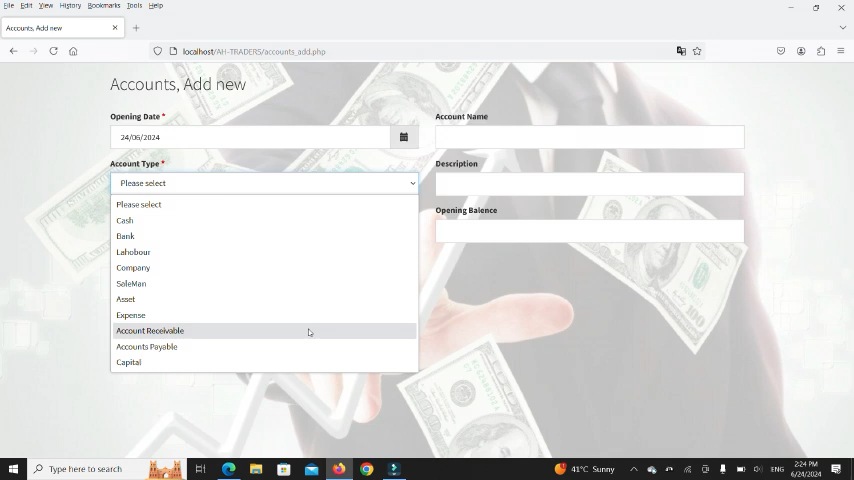 File Edit View History Bookmarks Tools Help
Accounts, Add new
localhost/AH-TRADERS/accounts_add.php
Accounts, Add new
Opening Date *
Account Name
24/06/2024
Account Type *
Description
Please select
Opening Balence
Please select
Cash
Bank
Lahobour
Company
SaleMan
Asset
Expense
Account Receivable
Accounts Payable
Capital
Type here to search
41°C Sunny
ENG
2:24 PM
6/24/2024